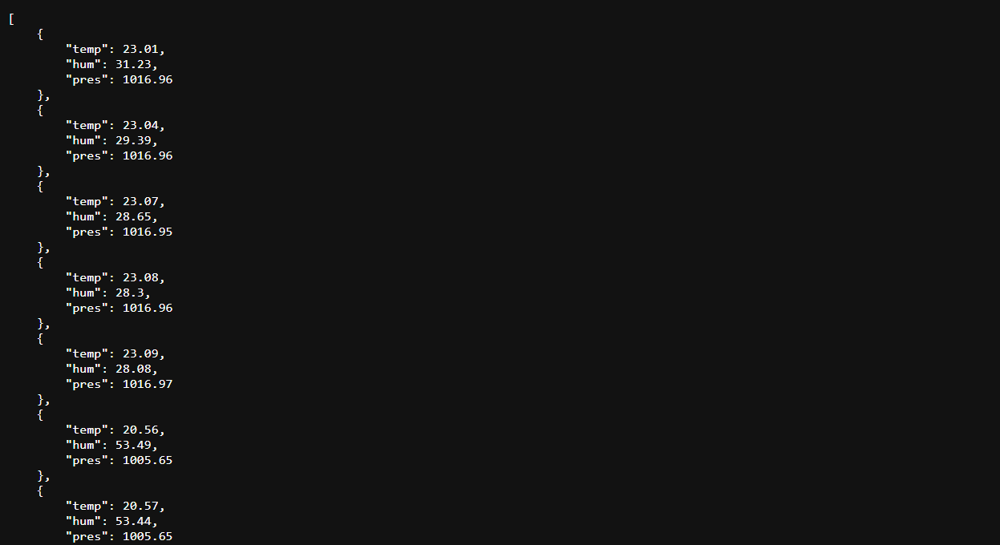 [
    {
        "temp": 23.01,
        "hum": 31.23,
        "pres": 1016.96
    },
    {
        "temp": 23.04,
        "hum": 29.39,
        "pres": 1016.96
    },
    {
        "temp": 23.07,
        "hum": 28.65,
        "pres": 1016.95
    },
    {
        "temp": 23.08,
        "hum": 28.3,
        "pres": 1016.96
    },
    {
        "temp": 23.09,
        "hum": 28.08,
        "pres": 1016.97
    },
    {
        "temp": 20.56,
        "hum": 53.49,
        "pres": 1005.65
    },
    {
        "temp": 20.57,
        "hum": 53.44,
        "pres": 1005.65